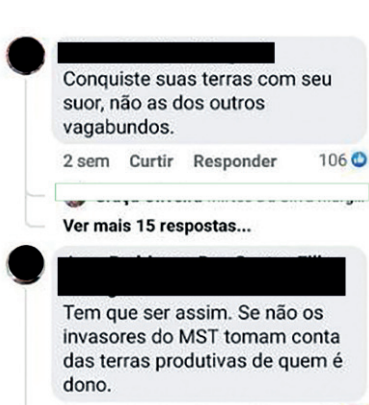 Conquiste suas terras com seu
suor, não as dos outros
vagabundos.
2 sem Curtir Responder 106
Ver mais 15 respostas...
Tem que ser assim. Se não os
invasores do MST tomam conta
das terras produtivas de quem é
dono.